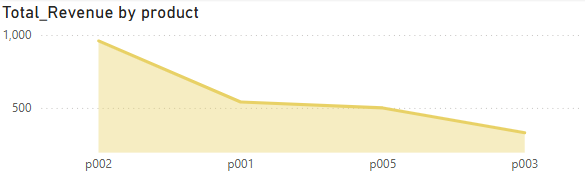 Total_Revenue by product
1,000
500
p002 p001 p005 p003